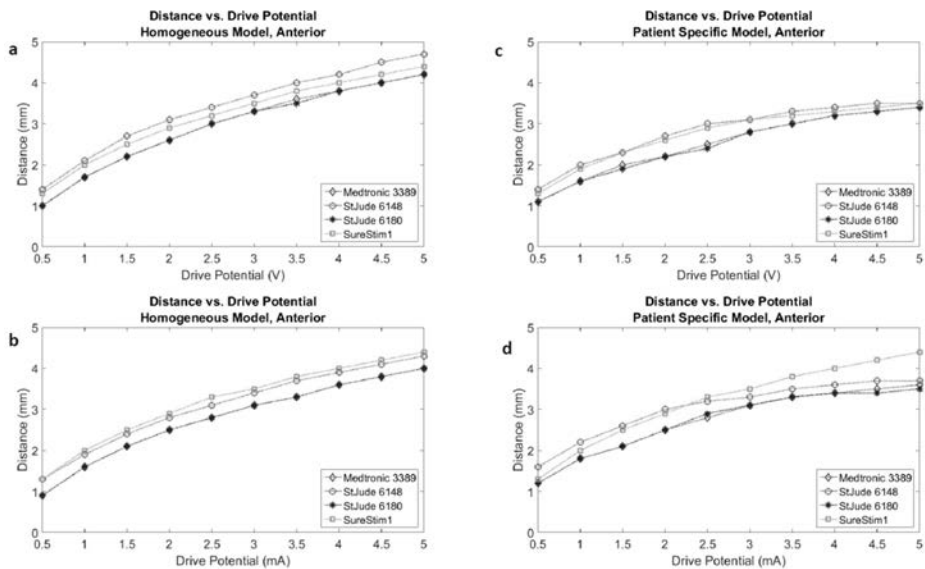 a
Distance vs. Drive Potential
Homogeneous Model, Anterior
Distance (mm)
5
4
3
2
1
0
0.5 1 1.5 2 2.5 3 3.5 4 4.5 5
Drive Potential (V)
Medtronic 3389
StJude 6148
StJude 6180
SureStim1
c
Distance vs. Drive Potential
Patient Specific Model, Anterior
Distance (mm)
5
4
3
2
1
0
0.5 1 1.5 2 2.5 3 3.5 4 4.5 5
Drive Potential (V)
Medtronic 3389
StJude 6148
StJude 6180
SureStim1
b
Distance vs. Drive Potential
Homogeneous Model, Anterior
Distance (mm)
5
4
3
2
1
0
0.5 1 1.5 2 2.5 3 3.5 4 4.5 5
Drive Potential (mA)
Medtronic 3389
StJude 6148
StJude 6180
SureStim1
d
Distance vs. Drive Potential
Patient Specific Model, Anterior
Distance (mm)
5
4
3
2
1
0
0.5 1 1.5 2 2.5 3 3.5 4 4.5 5
Drive Potential (mA)
Medtronic 3389
StJude 6148
StJude 6180
SureStim1